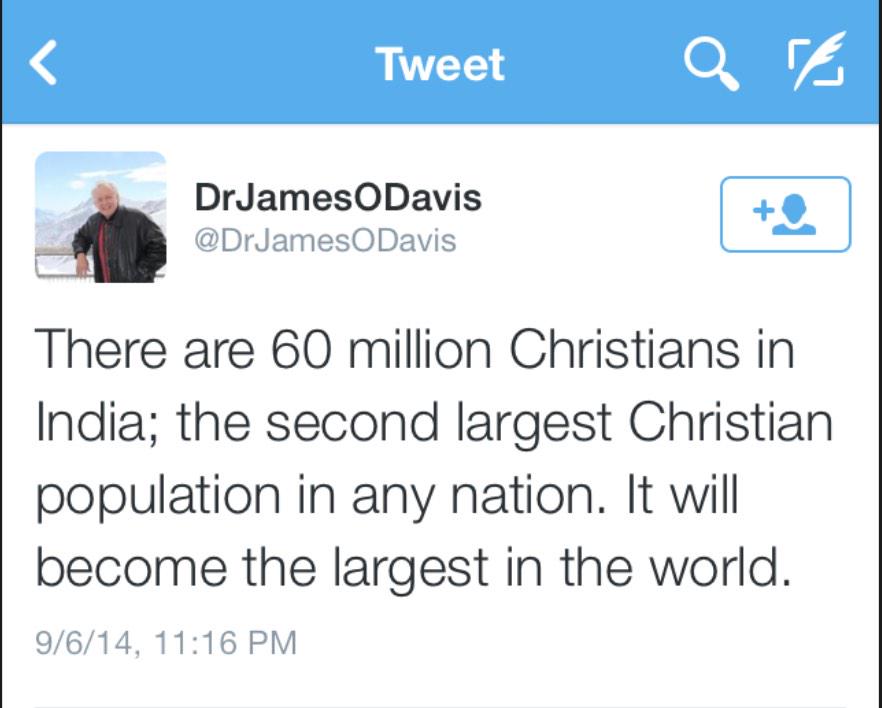 Tweet
DrJamesODavis
@DrJamesODavis
There are 60 million Christians in
India; the second largest Christian
population in any nation. It will
become the largest in the world.
9/6/14, 11:16 PM